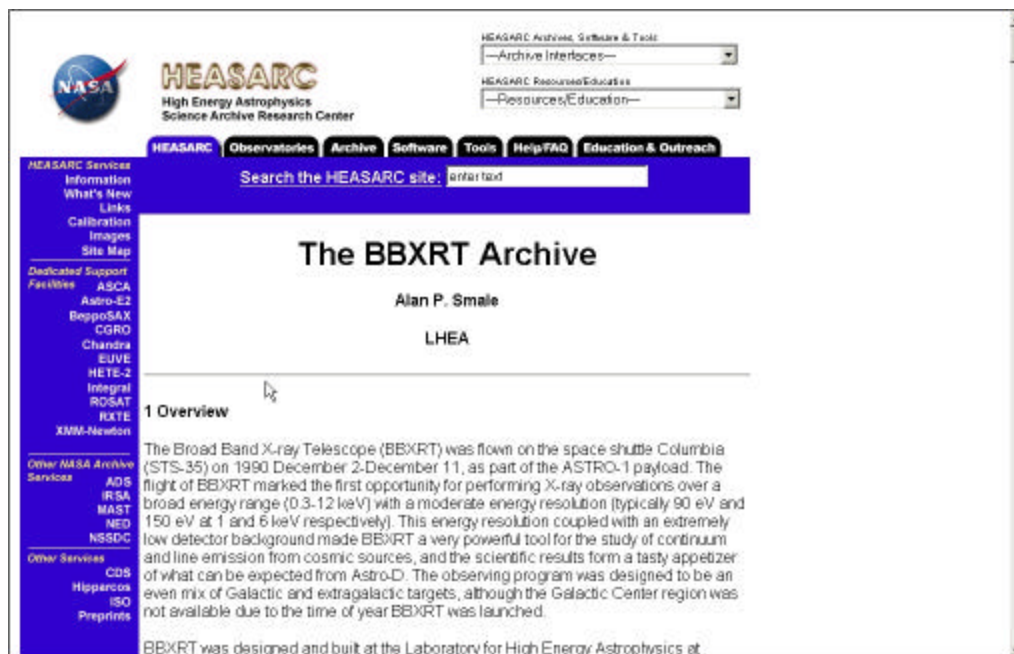 HEASARC Archives, Software & Tools
---Archive Interfaces---
HEASARC Resources/Education
---Resources/Education---
NASA
HEASARC
High Energy Astrophysics
Science Archive Research Center
HEASARC Observatories Archive Software Tools Help/FAQ Education & Outreach
Search the HEASARC site: enter text
HEASARC Services
Information
What's New
Links
Calibration
Images
Site Map
Dedicated Support
Facilities ASCA
Astro-E2
BeppoSAX
CGRO
Chandra
EUVE
HETE-2
Integral
ROSAT
RXTE
XMM-Newton
Other NASA Archive
Services ADS
IRSA
MAST
NED
NSSDC
Other Services
CDS
Hipparcos
ISO
Preprints
The BBXRT Archive
Alan P. Smale
LHEA
1 Overview
The Broad Band X-ray Telescope (BBXRT) was flown on the space shuttle Columbia
(STS-35) on 1990 December 2-December 11, as part of the ASTRO-1 payload. The
flight of BBXRT marked the first opportunity for performing X-ray observations over a
broad energy range (0.3-12 keV) with a moderate energy resolution (typically 90 eV and
150 eV at 1 and 6 keV respectively). This energy resolution coupled with an extremely
low detector background made BBXRT a very powerful tool for the study of continuum
and line emission from cosmic sources, and the scientific results form a tasty appetizer
of what can be expected from Astro-D. The observing program was designed to be an
even mix of Galactic and extragalactic targets, although the Galactic Center region was
not available due to the time of year BBXRT was launched.
BBXRT was designed and built at the Laboratory for High Energy Astrophysics at